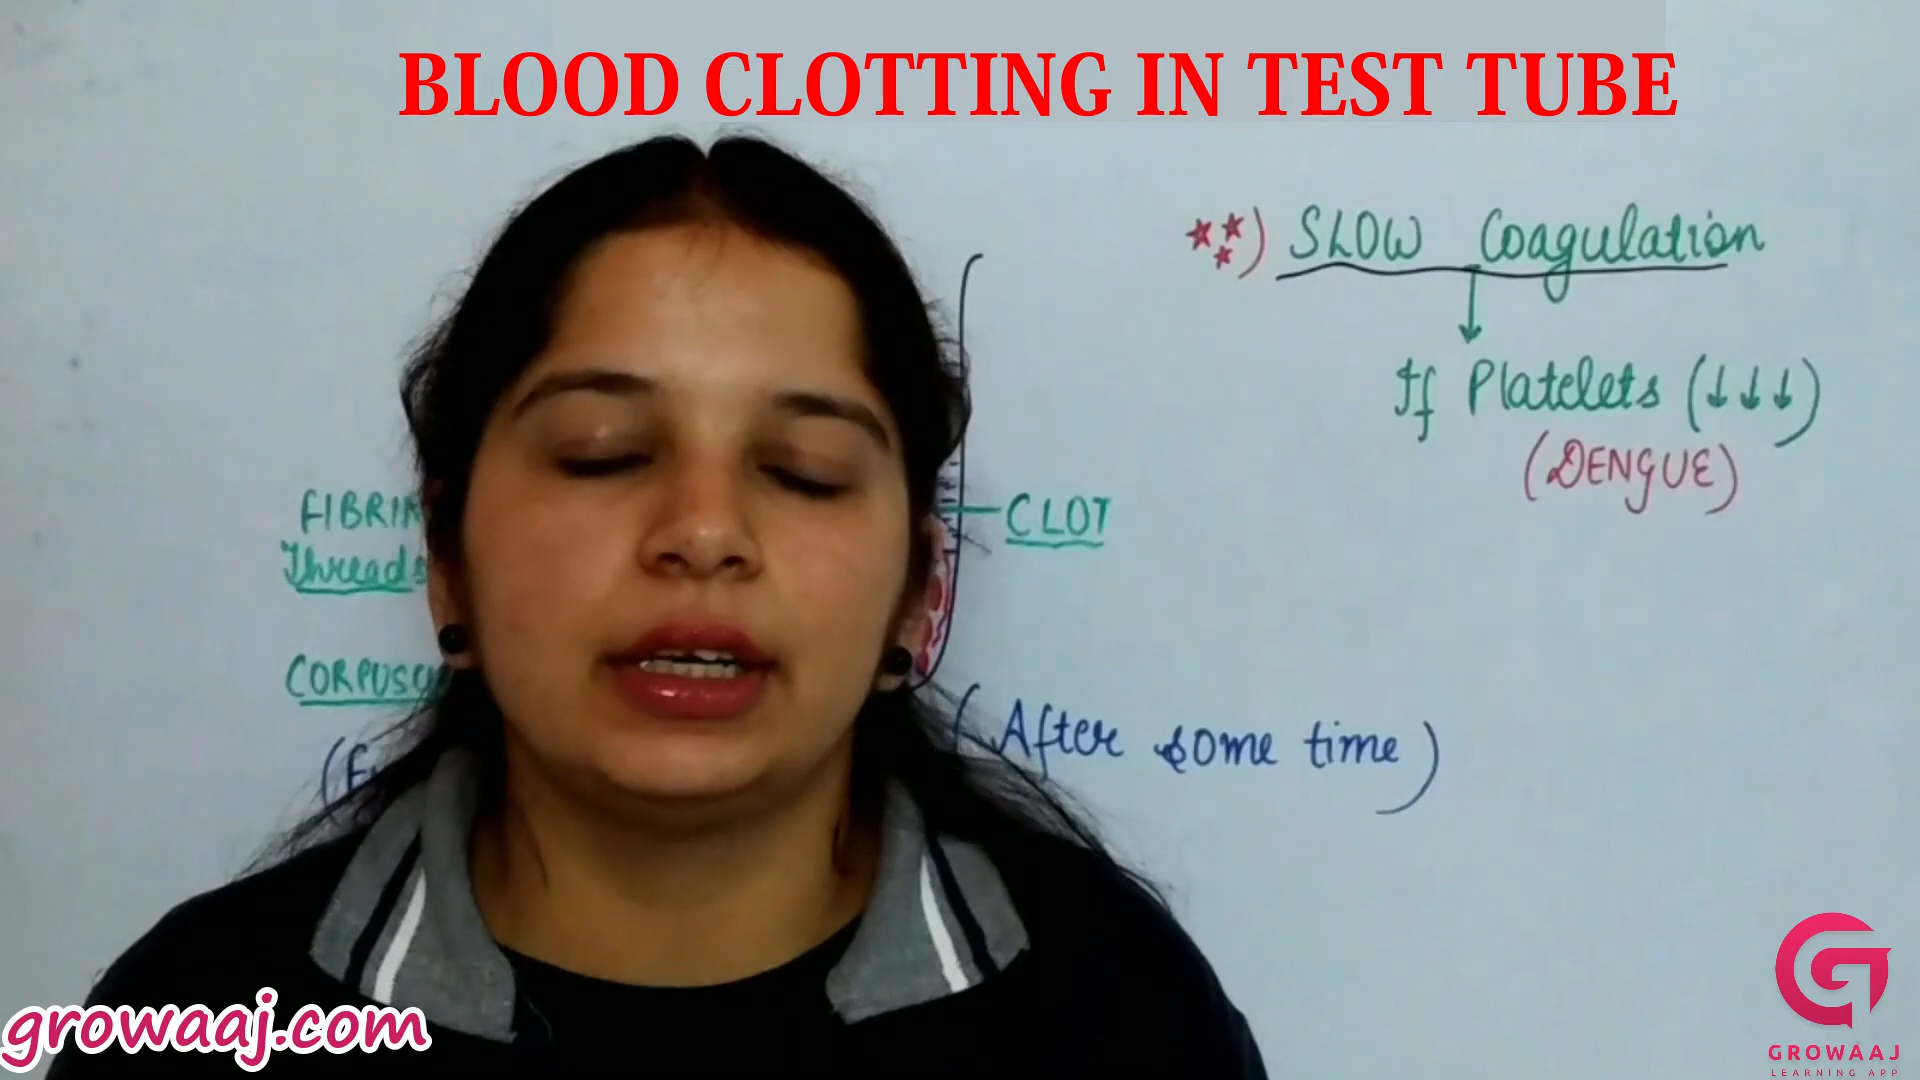 BLOOD CLOTTING IN TEST TUBE
***) SLOW Coagulation
↓
If Platelets (↓↓↓)
(DENGUE)
CLOT
Threads
(After some time)
growaaj.com
GROWAAJ
LEARNING APP